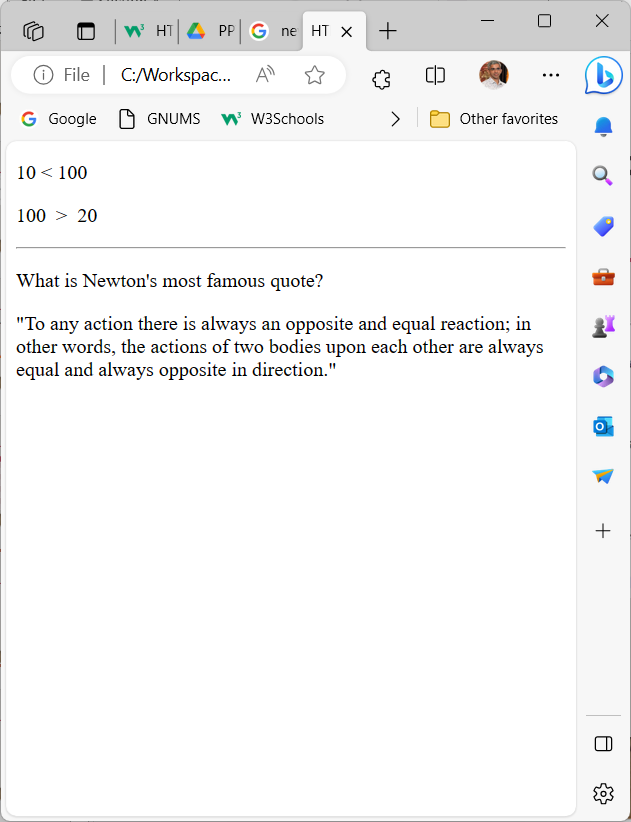 HT PP ne HT
File C:/Workspac...
Google GNUMS W3Schools Other favorites
10 < 100
100 > 20
What is Newton's most famous quote?
"To any action there is always an opposite and equal reaction; in
other words, the actions of two bodies upon each other are always
equal and always opposite in direction."